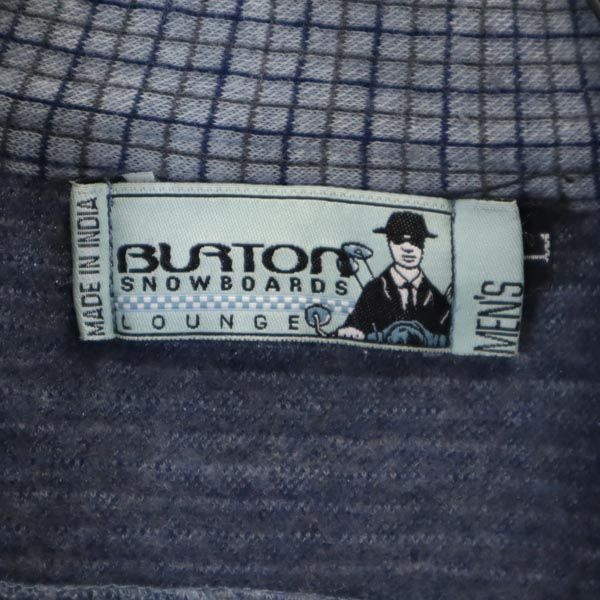 MADE IN INDIA
BURTON
SNOWBOARDS
LOUNGE
MEN'S
L